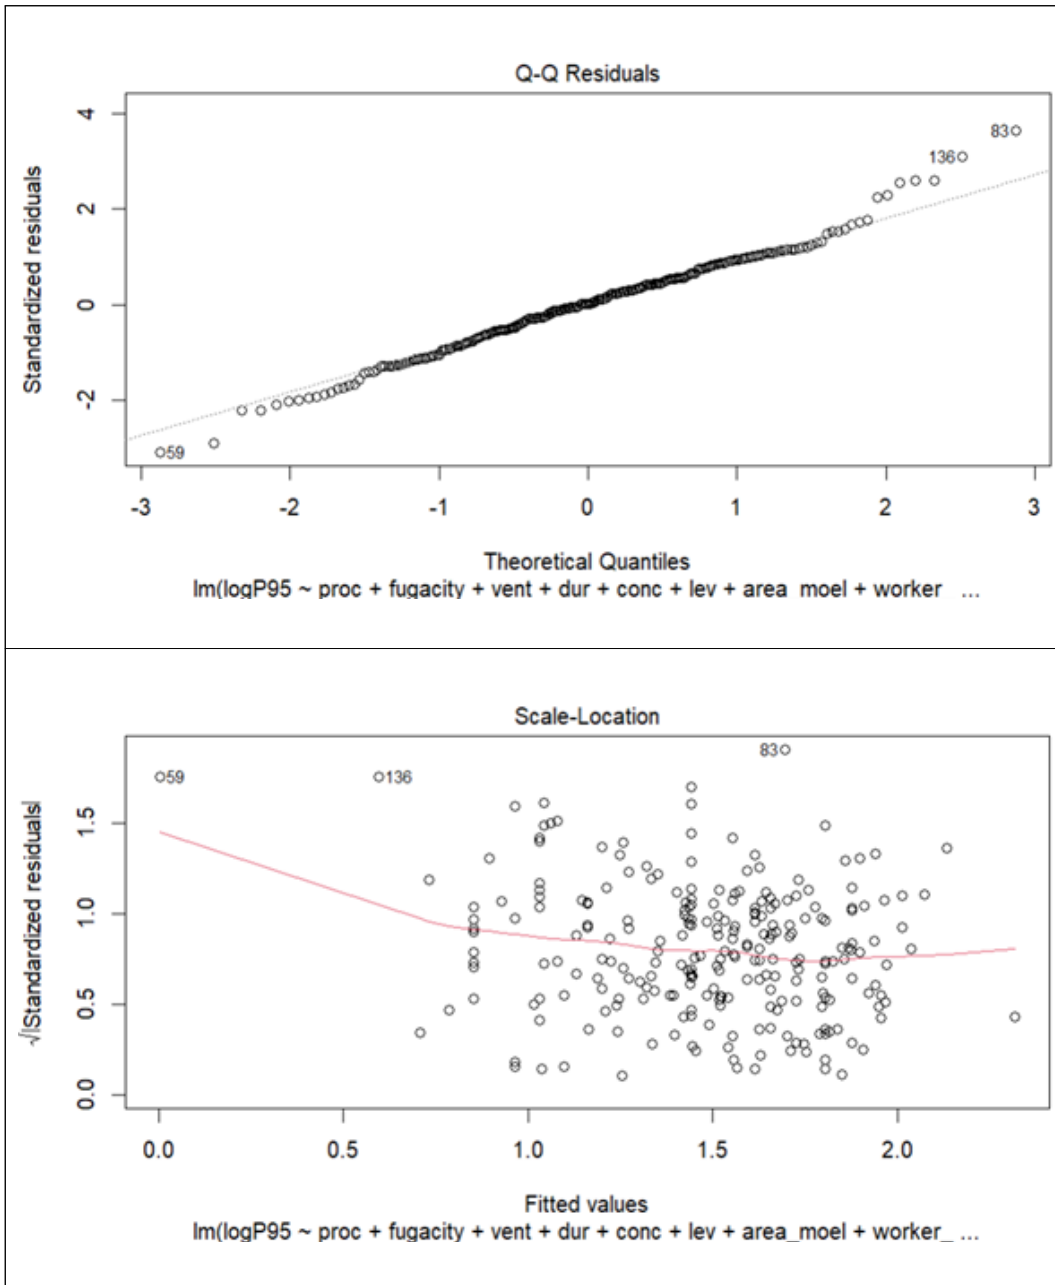 Q-Q Residuals
4
2
0
-2
Standardized residuals
83
136
59
-3 -2 -1 0 1 2 3
Theoretical Quantiles
lm(logP95 ~ proc + fugacity + vent + dur + conc + lev + area_moel + worker_ ...
Scale-Location
83
59
136
1.5
1.0
0.5
0.0
√|Standardized residuals|
0.0 0.5 1.0 1.5 2.0
Fitted values
lm(logP95 ~ proc + fugacity + vent + dur + conc + lev + area_moel + worker_ ...